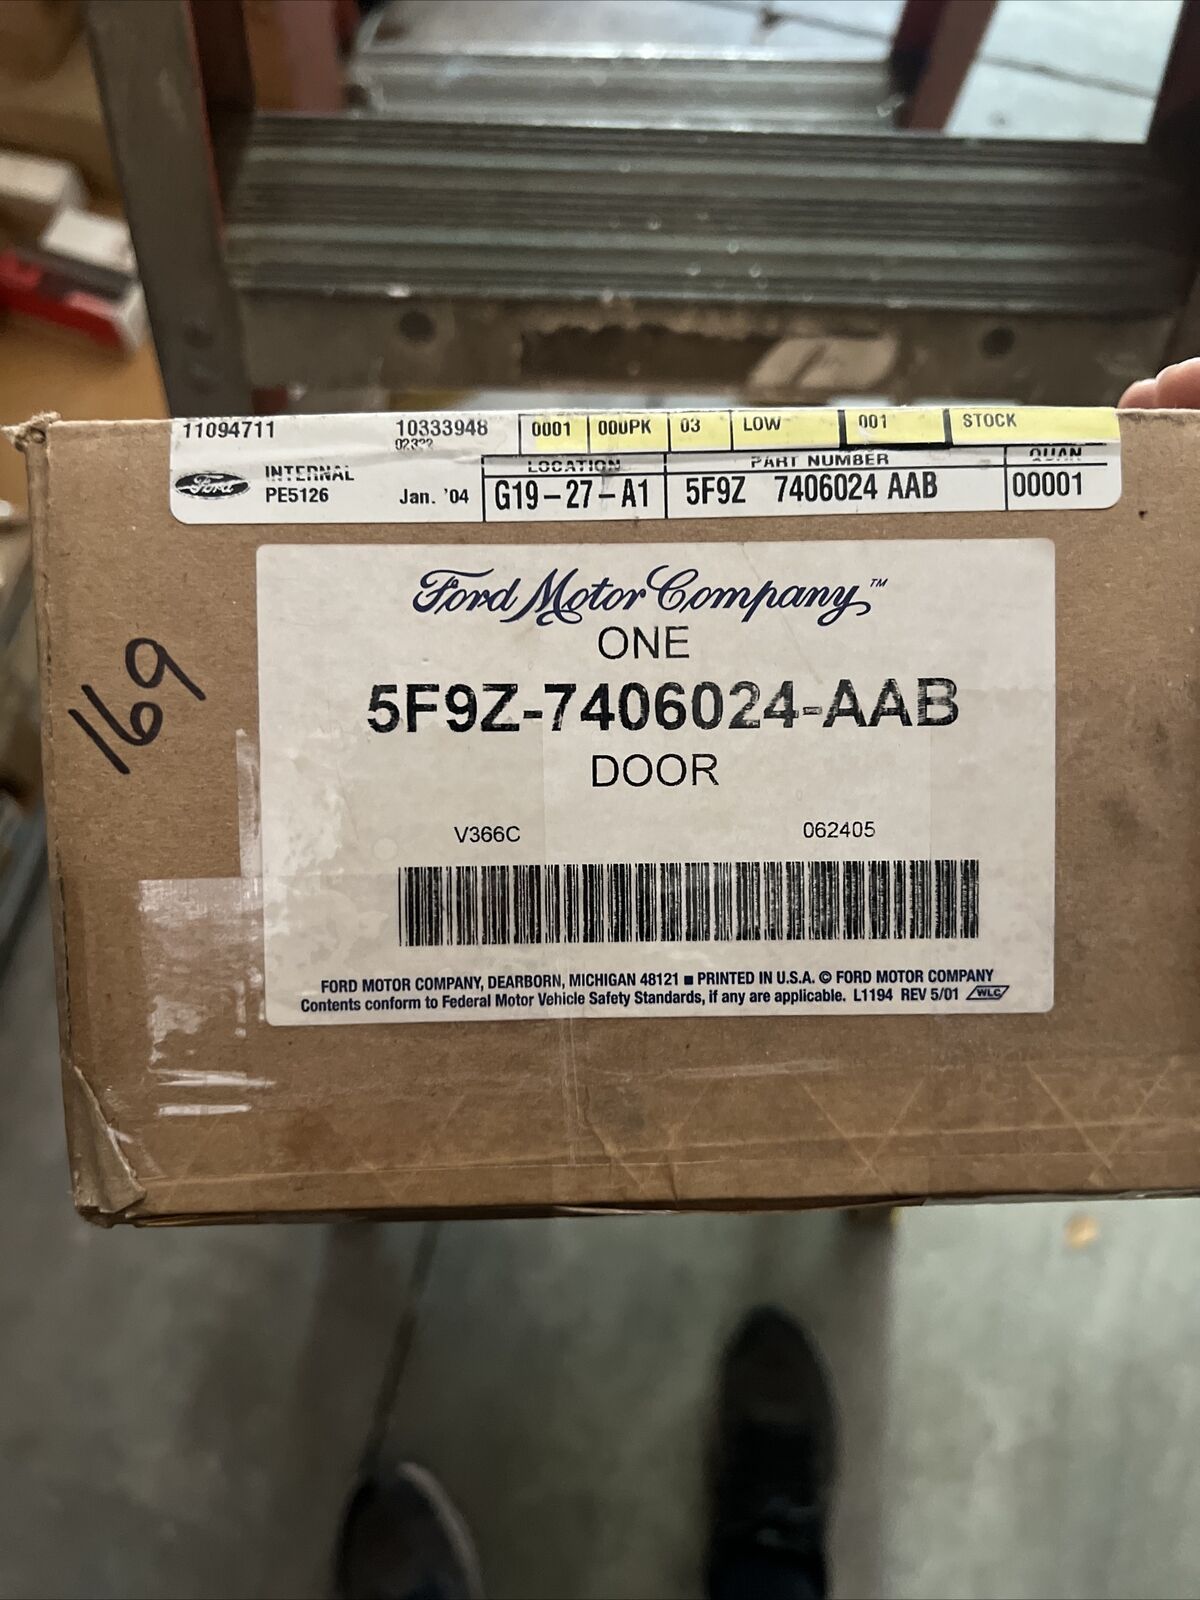 11094711 10333948 0001 000PK 03 LOW 001 STOCK
02322
LOCATION PART NUMBER QUAN
Ford INTERNAL
PE5126 Jan. '04 G19-27-A1 5F9Z 7406024 AAB 00001
Ford Motor Company™
ONE
5F9Z-7406024-AAB
DOOR
V366C 062405
FORD MOTOR COMPANY, DEARBORN, MICHIGAN 48121 ■ PRINTED IN U.S.A. © FORD MOTOR COMPANY
Contents conform to Federal Motor Vehicle Safety Standards, if any are applicable. L1194 REV 5/01 WLC
169